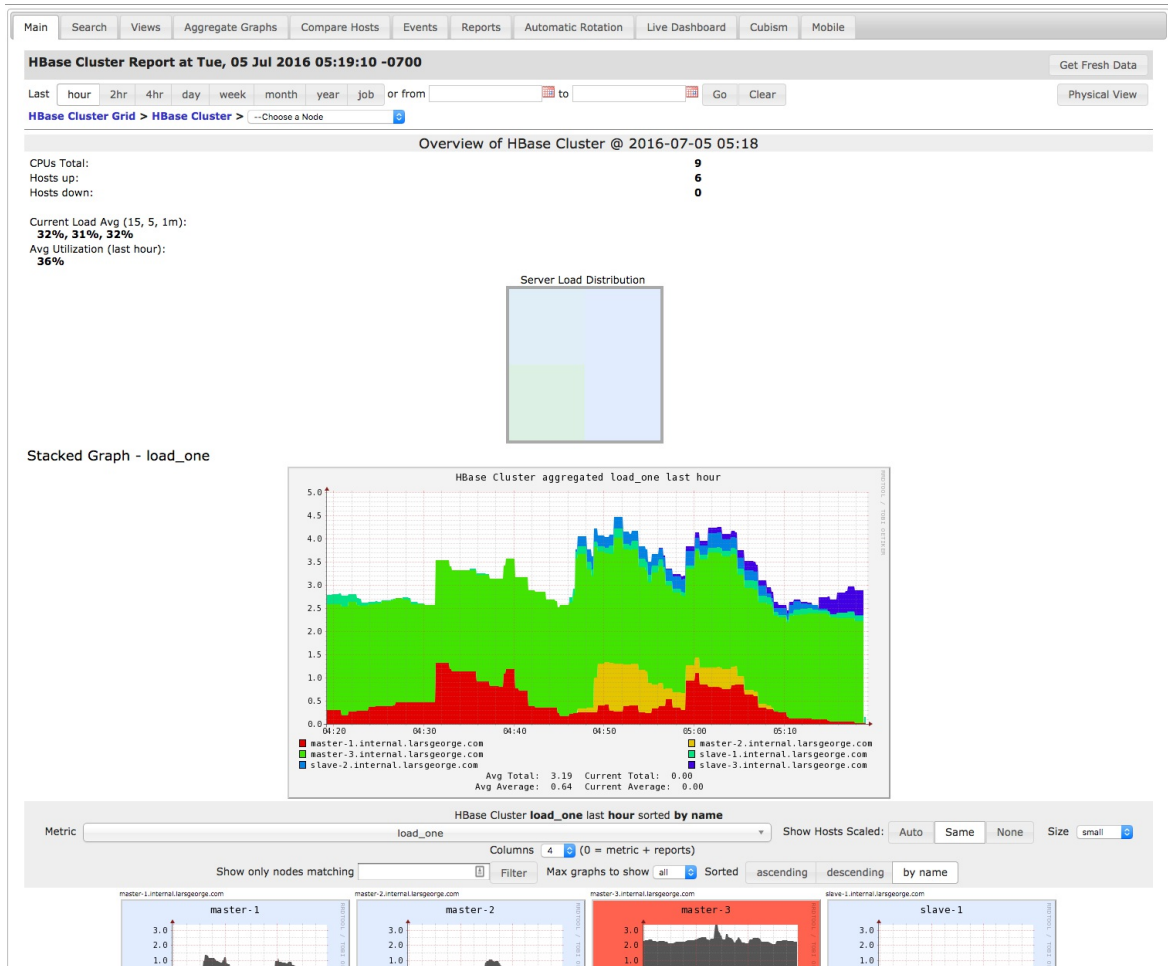 Main Search Views Aggregate Graphs Compare Hosts Events Reports Automatic Rotation Live Dashboard Cubism Mobile
HBase Cluster Report at Tue, 05 Jul 2016 05:19:10 -0700 Get Fresh Data
Last hour 2hr 4hr day week month year job or from to Go Clear Physical View
HBase Cluster Grid > HBase Cluster > --Choose a Node
Overview of HBase Cluster @ 2016-07-05 05:18
CPUs Total: 9
Hosts up: 6
Hosts down: 0
Current Load Avg (15, 5, 1m):
32%, 31%, 32%
Avg Utilization (last hour):
36%
Server Load Distribution
Stacked Graph - load_one
HBase Cluster aggregated load_one last hour
RRDTOOL / TOBI OETIKER
5.0
4.5
4.0
3.5
3.0
2.5
2.0
1.5
1.0
0.5
0.0
04:20 04:30 04:40 04:50 05:00 05:10
master-1.internal.larsgeorge.com master-2.internal.larsgeorge.com
master-3.internal.larsgeorge.com slave-1.internal.larsgeorge.com
slave-2.internal.larsgeorge.com slave-3.internal.larsgeorge.com
Avg Total: 3.19 Current Total: 0.00
Avg Average: 0.64 Current Average: 0.00
HBase Cluster load_one last hour sorted by name
Metric load_one Show Hosts Scaled: Auto Same None Size small
Columns 4 (0 = metric + reports)
Show only nodes matching Filter Max graphs to show all Sorted ascending descending by name
master-1.internal.larsgeorge.com master-2.internal.larsgeorge.com master-3.internal.larsgeorge.com slave-1.internal.larsgeorge.com
master-1 master-2 master-3 slave-1
3.0 3.0 3.0 3.0
2.0 2.0 2.0 2.0
1.0 1.0 1.0 1.0